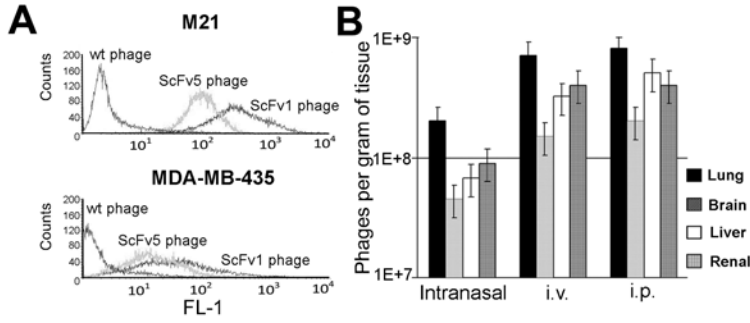 A
M21
wt phage
ScFv5 phage
ScFv1 phage
Counts
200
160
120
80
40
0
10¹ 10² 10³ 10⁴
MDA-MB-435
wt phage
ScFv5 phage
ScFv1 phage
Counts
200
160
120
80
40
0
10¹ 10² 10³ 10⁴
FL-1
B
Phages per gram of tissue
1E+9
1E+8
1E+7
Intranasal i.v. i.p.
Lung
Brain
Liver
Renal